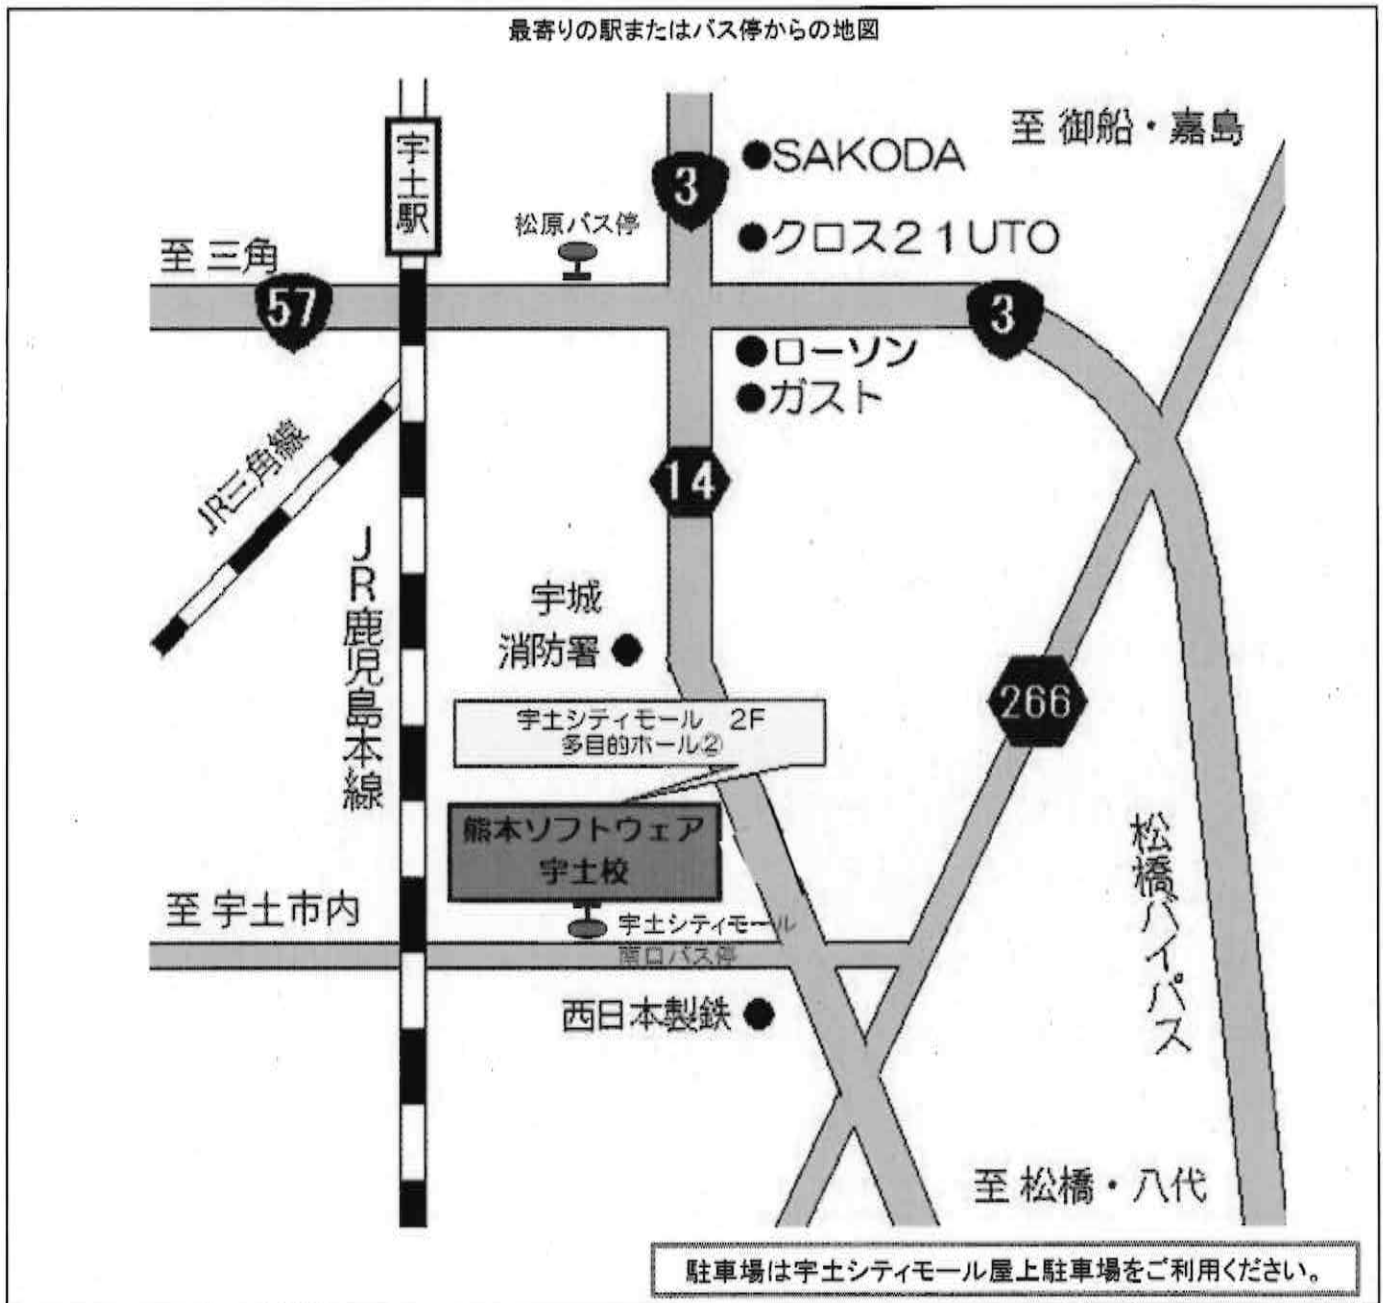 最寄りの駅またはバス停からの地図
至 御船・嘉島
宇土駅
3
●SAKODA
松原バス停
●クロス21UTO
至 三角
57
3
●ローソン
●ガスト
JR三角線
14
JR鹿児島本線
宇城
消防署 ●
266
宇土シティモール 2F
多目的ホール②
熊本ソフトウェア
宇土校
松橋バイパス
至 宇土市内
宇土シティモール
南口バス停
西日本製鉄 ●
至 松橋・八代
駐車場は宇土シティモール屋上駐車場をご利用ください。